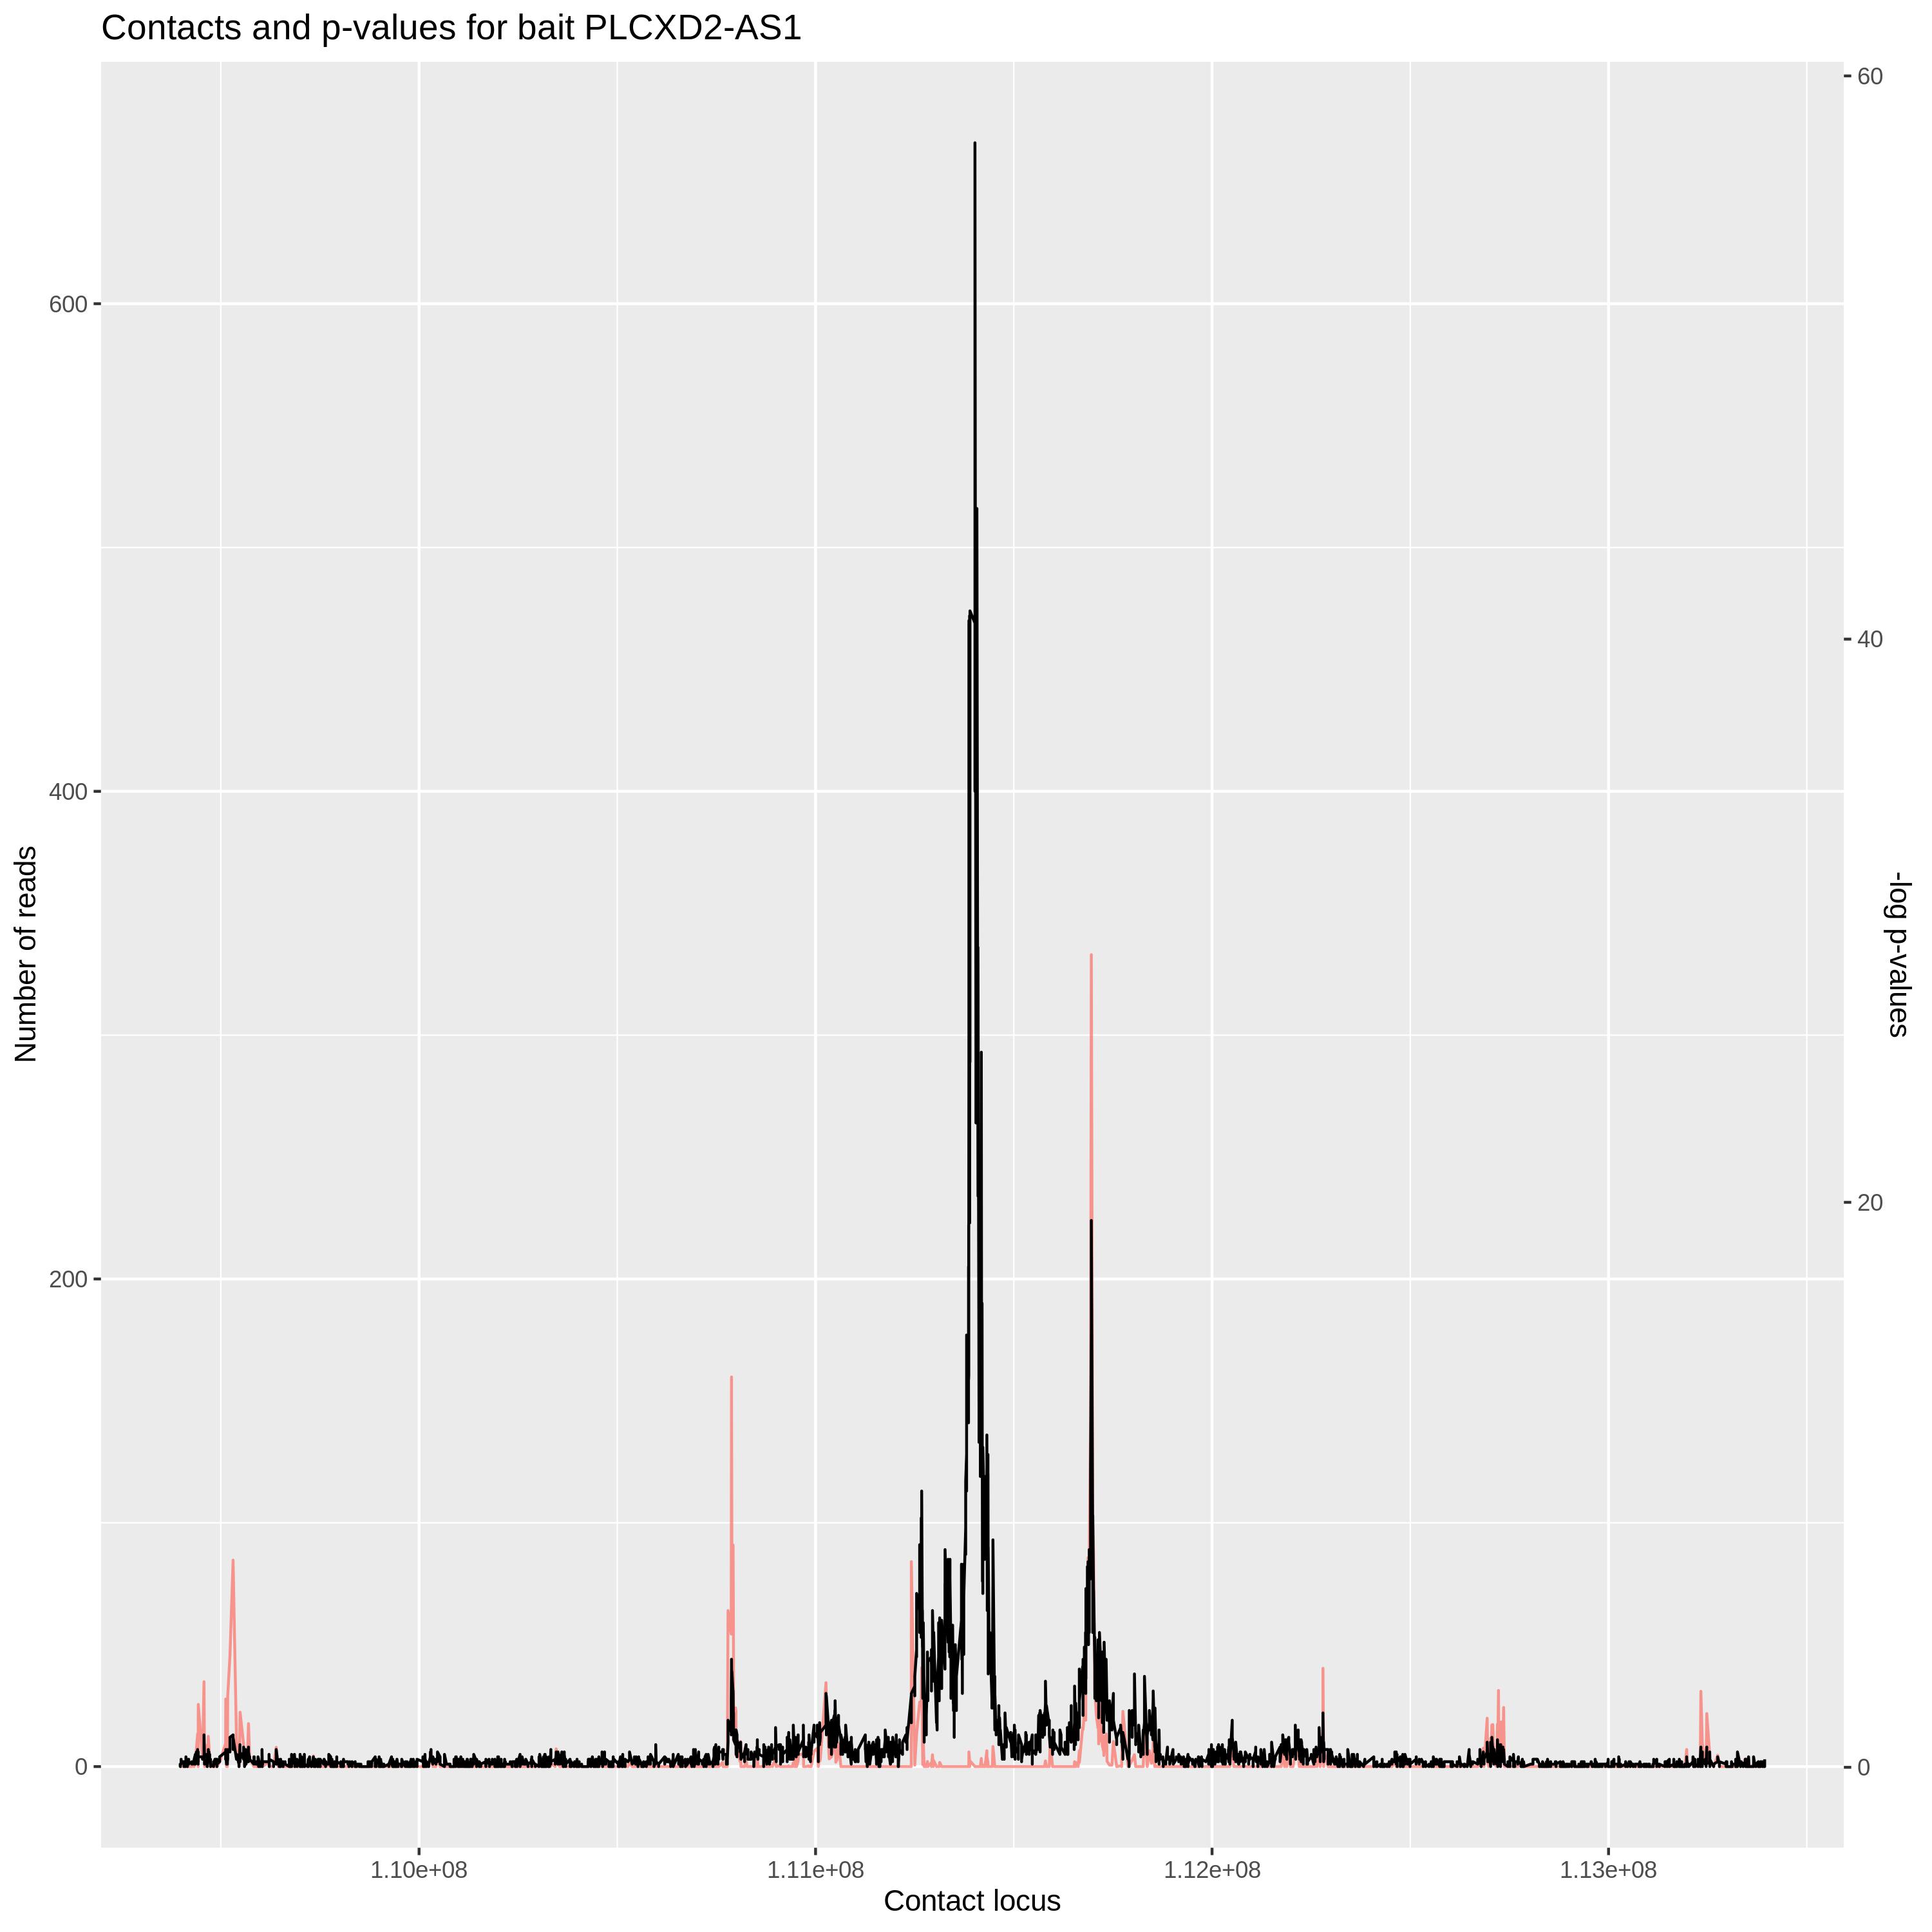 Contacts and p-values for bait PLCXD2-AS1
60
600
40
400
Number of reads
-log p-values
20
200
0
0
1.10e+08
1.11e+08
1.12e+08
1.13e+08
Contact locus